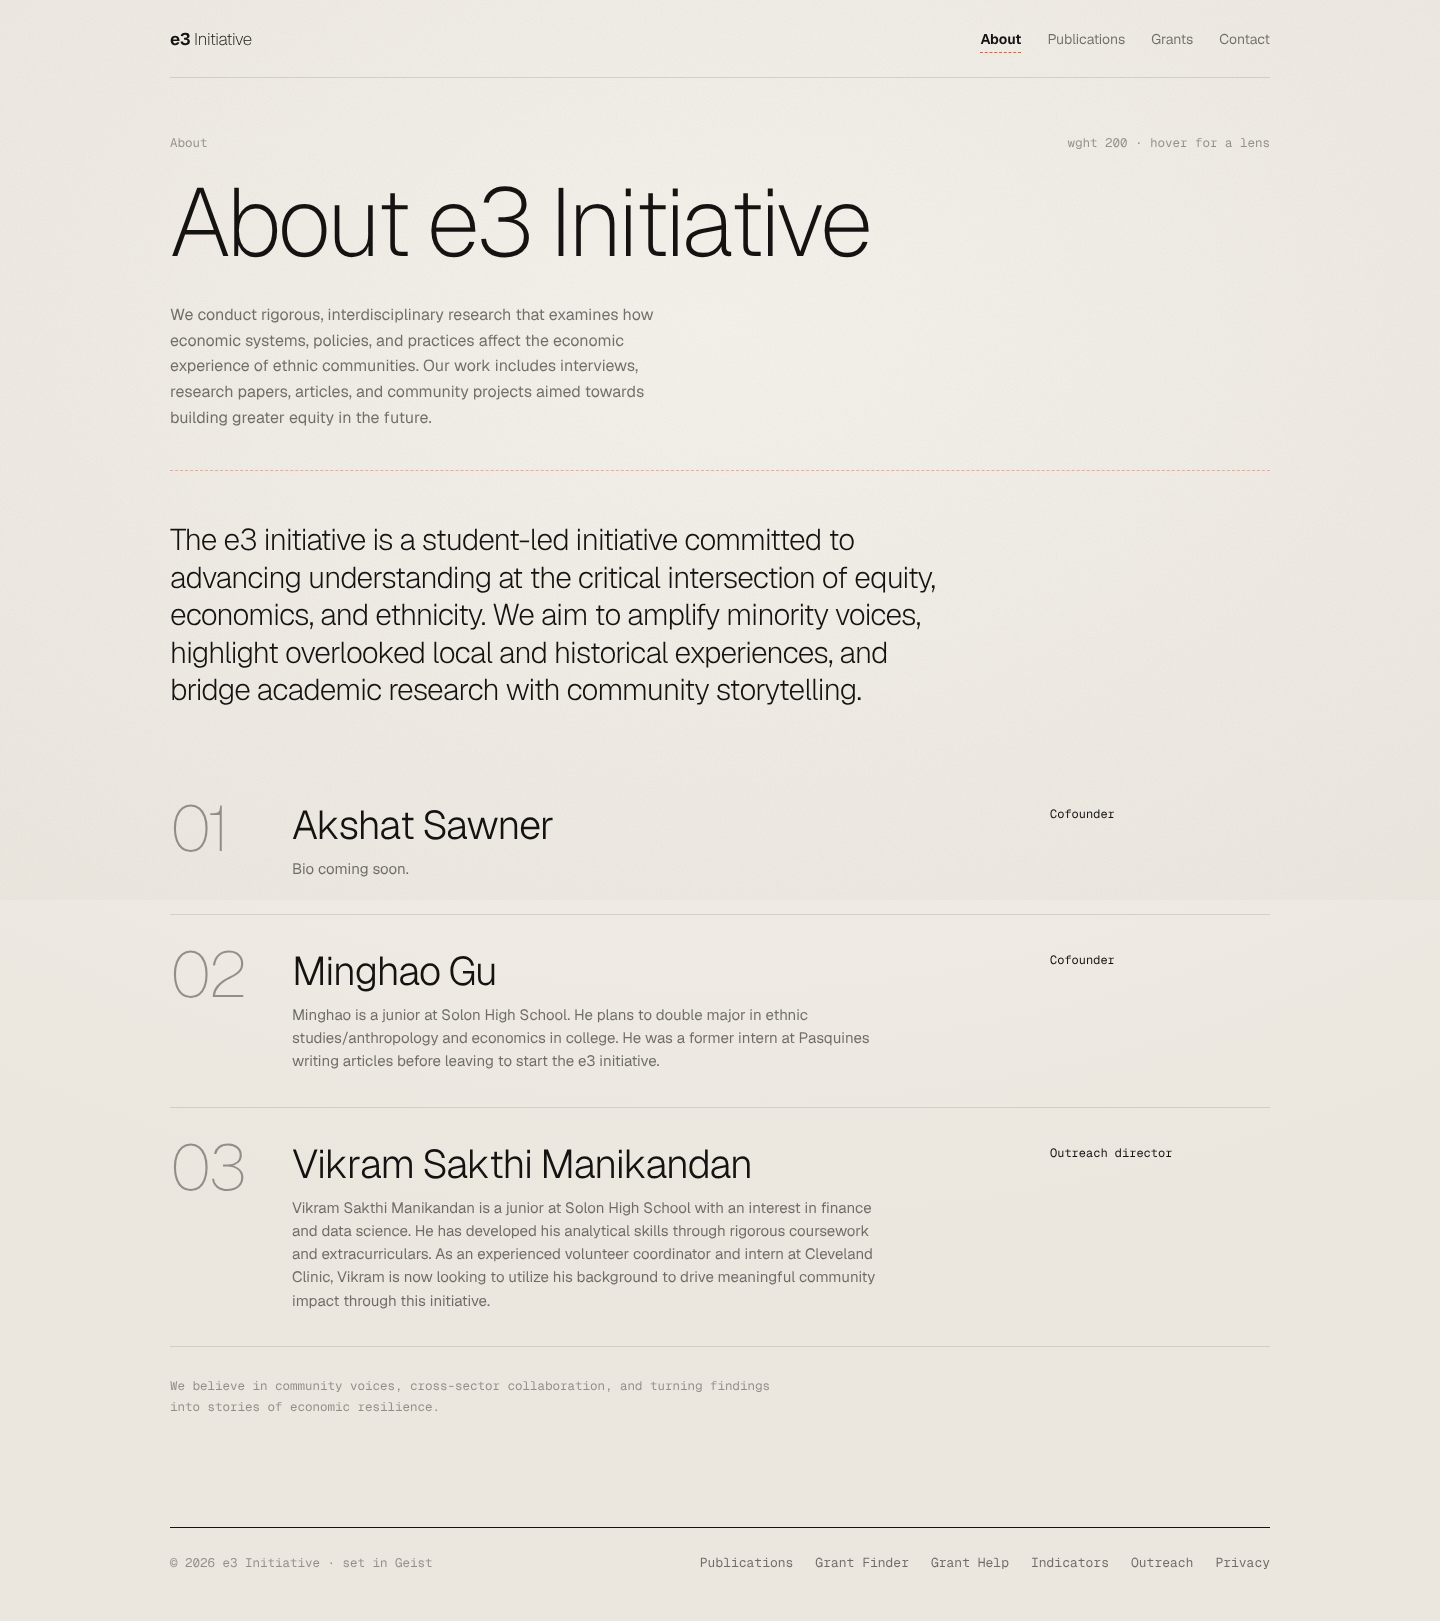 e3 Initiative
About Publications Grants Contact
About
wght 200 · hover for a lens
About e3 Initiative
We conduct rigorous, interdisciplinary research that examines how
economic systems, policies, and practices affect the economic
experience of ethnic communities. Our work includes interviews,
research papers, articles, and community projects aimed towards
building greater equity in the future.
The e3 initiative is a student-led initiative committed to
advancing understanding at the critical intersection of equity,
economics, and ethnicity. We aim to amplify minority voices,
highlight overlooked local and historical experiences, and
bridge academic research with community storytelling.
01
Akshat Sawner
Cofounder
Bio coming soon.
02
Minghao Gu
Cofounder
Minghao is a junior at Solon High School. He plans to double major in ethnic
studies/anthropology and economics in college. He was a former intern at Pasquines
writing articles before leaving to start the e3 initiative.
03
Vikram Sakthi Manikandan
Outreach director
Vikram Sakthi Manikandan is a junior at Solon High School with an interest in finance
and data science. He has developed his analytical skills through rigorous coursework
and extracurriculars. As an experienced volunteer coordinator and intern at Cleveland
Clinic, Vikram is now looking to utilize his background to drive meaningful community
impact through this initiative.
We believe in community voices, cross-sector collaboration, and turning findings
into stories of economic resilience.
© 2026 e3 Initiative · set in Geist
Publications Grant Finder Grant Help Indicators Outreach Privacy